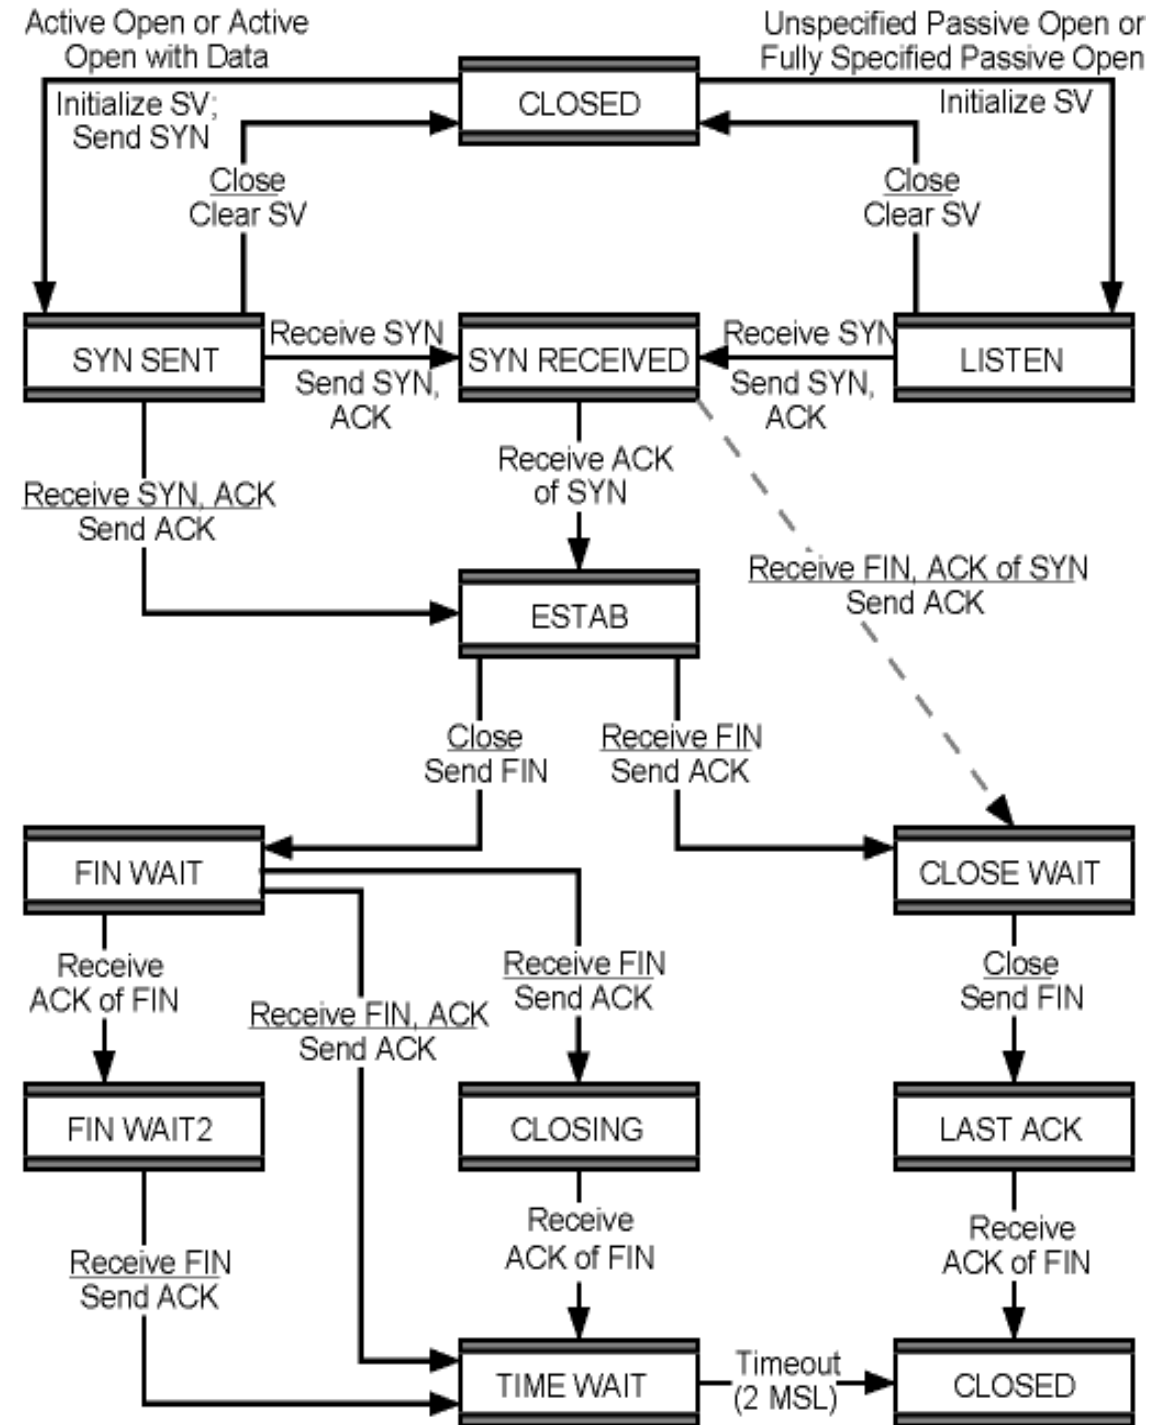 Active Open or Active
Open with Data
Unspecified Passive Open or
Fully Specified Passive Open
CLOSED
Initialize SV;
Send SYN
Initialize SV
Close
Clear SV
Close
Clear SV
SYN SENT
Receive SYN
Send SYN,
ACK
SYN RECEIVED
Receive SYN
Send SYN,
ACK
LISTEN
Receive SYN, ACK
Send ACK
Receive ACK
of SYN
Receive FIN, ACK of SYN
Send ACK
ESTAB
Close
Send FIN
Receive FIN
Send ACK
FIN WAIT
CLOSE WAIT
Receive
ACK of FIN
Receive FIN, ACK
Send ACK
Receive FIN
Send ACK
Close
Send FIN
FIN WAIT2
CLOSING
LAST ACK
Receive FIN
Send ACK
Receive
ACK of FIN
Receive
ACK of FIN
TIME WAIT
Timeout
(2 MSL)
CLOSED